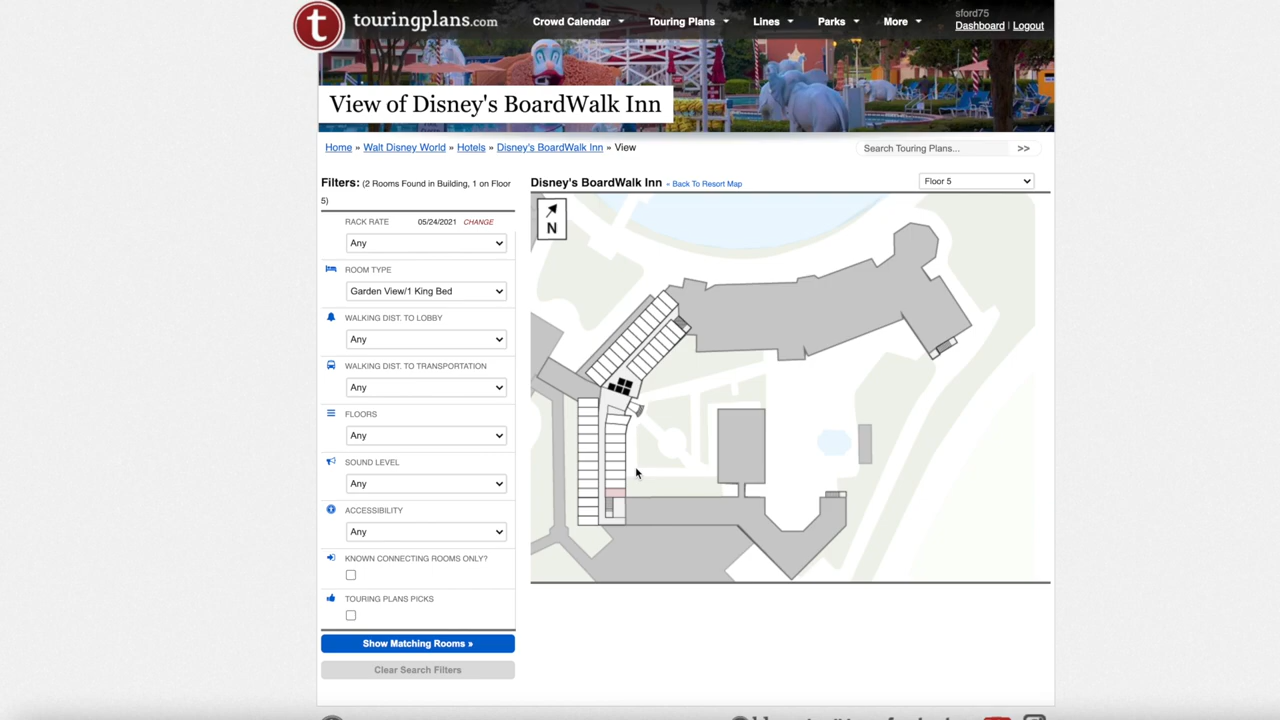 t touringplans.com
Crowd Calendar Touring Plans Lines Parks More
sford75
Dashboard | Logout
View of Disney's BoardWalk Inn
Home » Walt Disney World » Hotels » Disney's BoardWalk Inn » View
Search Touring Plans... >>
Filters: (2 Rooms Found in Building, 1 on Floor
5)
RACK RATE 05/24/2021 CHANGE
Any
ROOM TYPE
Garden View/1 King Bed
WALKING DIST. TO LOBBY
Any
WALKING DIST. TO TRANSPORTATION
Any
FLOORS
Any
SOUND LEVEL
Any
ACCESSIBILITY
Any
KNOWN CONNECTING ROOMS ONLY?
TOURING PLANS PICKS
Show Matching Rooms »
Clear Search Filters
Disney's BoardWalk Inn « Back To Resort Map
Floor 5
N